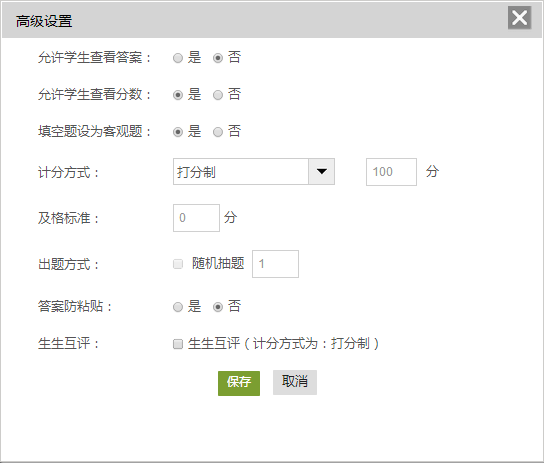 高级设置
允许学生查看答案： 是 否
允许学生查看分数： 是 否
填空题设为客观题： 是 否
计分方式： 打分制 100 分
及格标准： 0 分
出题方式： 随机抽题 1
答案防粘贴： 是 否
生生互评： 生生互评（计分方式为：打分制）
保存 取消